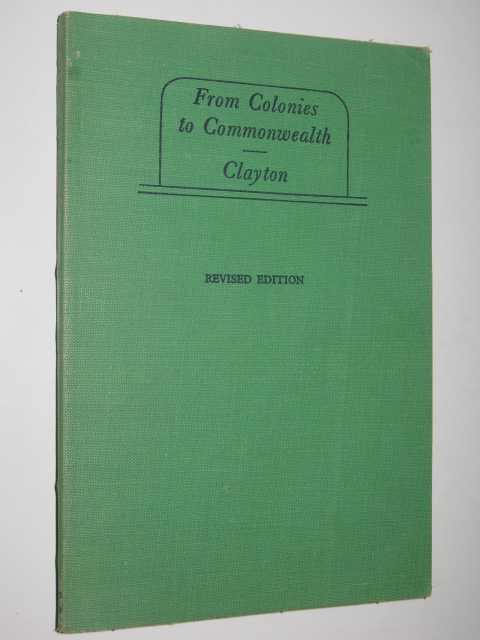 From Colonies
to Commonwealth
Clayton
REVISED EDITION